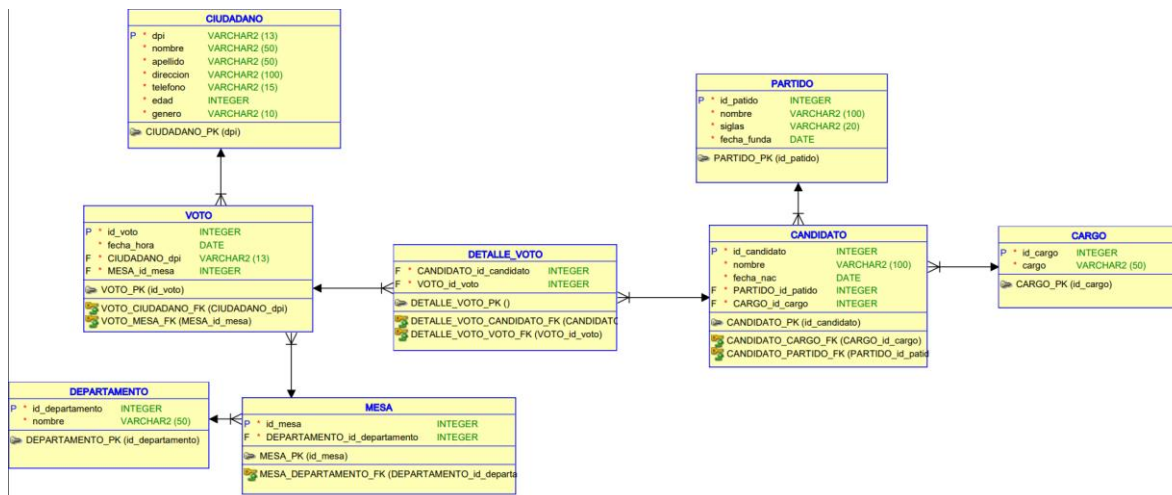 CIUDADANO
P * dpi VARCHAR2 (13)
* nombre VARCHAR2 (50)
* apellido VARCHAR2 (50)
* direccion VARCHAR2 (100)
* telefono VARCHAR2 (15)
* edad INTEGER
* genero VARCHAR2 (10)
CIUDADANO_PK (dpi)
PARTIDO
P * id_patido INTEGER
* nombre VARCHAR2 (100)
* siglas VARCHAR2 (20)
* fecha_funda DATE
PARTIDO_PK (id_patido)
VOTO
P * id_voto INTEGER
* fecha_hora DATE
F * CIUDADANO_dpi VARCHAR2 (13)
F * MESA_id_mesa INTEGER
VOTO_PK (id_voto)
VOTO_CIUDADANO_FK (CIUDADANO_dpi)
VOTO_MESA_FK (MESA_id_mesa)
DETALLE_VOTO
F * CANDIDATO_id_candidato INTEGER
F * VOTO_id_voto INTEGER
DETALLE_VOTO_PK ()
DETALLE_VOTO_CANDIDATO_FK (CANDIDATO
DETALLE_VOTO_VOTO_FK (VOTO_id_voto)
CANDIDATO
P * id_candidato INTEGER
* nombre VARCHAR2 (100)
* fecha_nac DATE
F * PARTIDO_id_patido INTEGER
F * CARGO_id_cargo INTEGER
CANDIDATO_PK (id_candidato)
CANDIDATO_CARGO_FK (CARGO_id_cargo)
CANDIDATO_PARTIDO_FK (PARTIDO_id_patid
CARGO
P * id_cargo INTEGER
* cargo VARCHAR2 (50)
CARGO_PK (id_cargo)
DEPARTAMENTO
P * id_departamento INTEGER
* nombre VARCHAR2 (50)
DEPARTAMENTO_PK (id_departamento)
MESA
P * id_mesa INTEGER
F * DEPARTAMENTO_id_departamento INTEGER
MESA_PK (id_mesa)
MESA_DEPARTAMENTO_FK (DEPARTAMENTO_id_departa